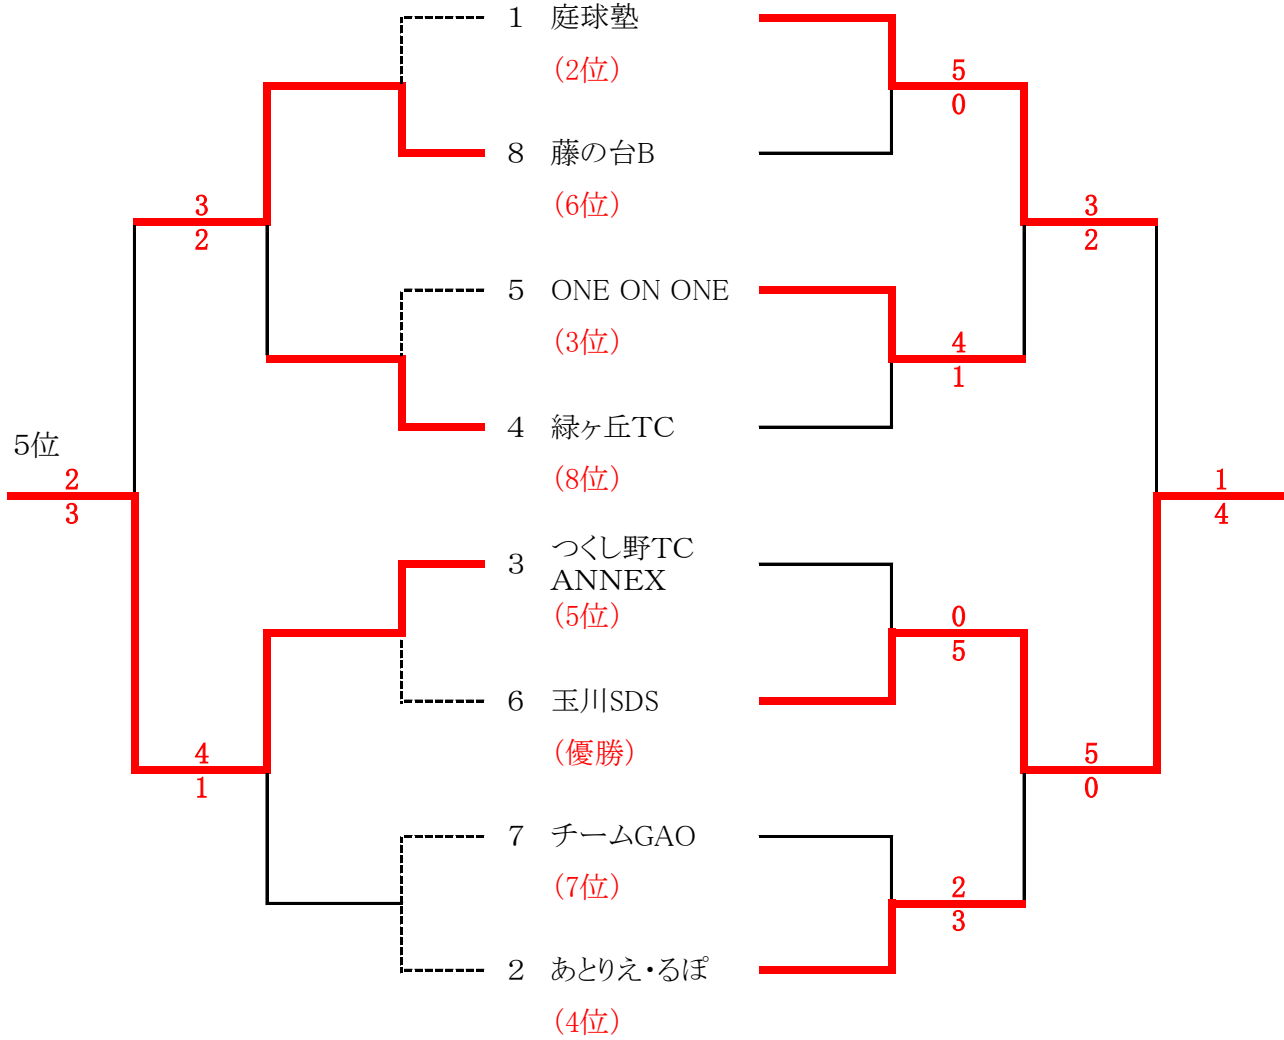 1 庭球塾
(2位)
5
0
8 藤の台B
(6位)
3
2
3
2
5 ONE ON ONE
(3位)
4
1
4 緑ヶ丘TC
(8位)
5位
2
3
1
4
3 つくし野TC
ANNEX
(5位)
0
5
6 玉川SDS
(優勝)
4
1
5
0
7 チームGAO
(7位)
2
3
2 あとりえ・るぽ
(4位)